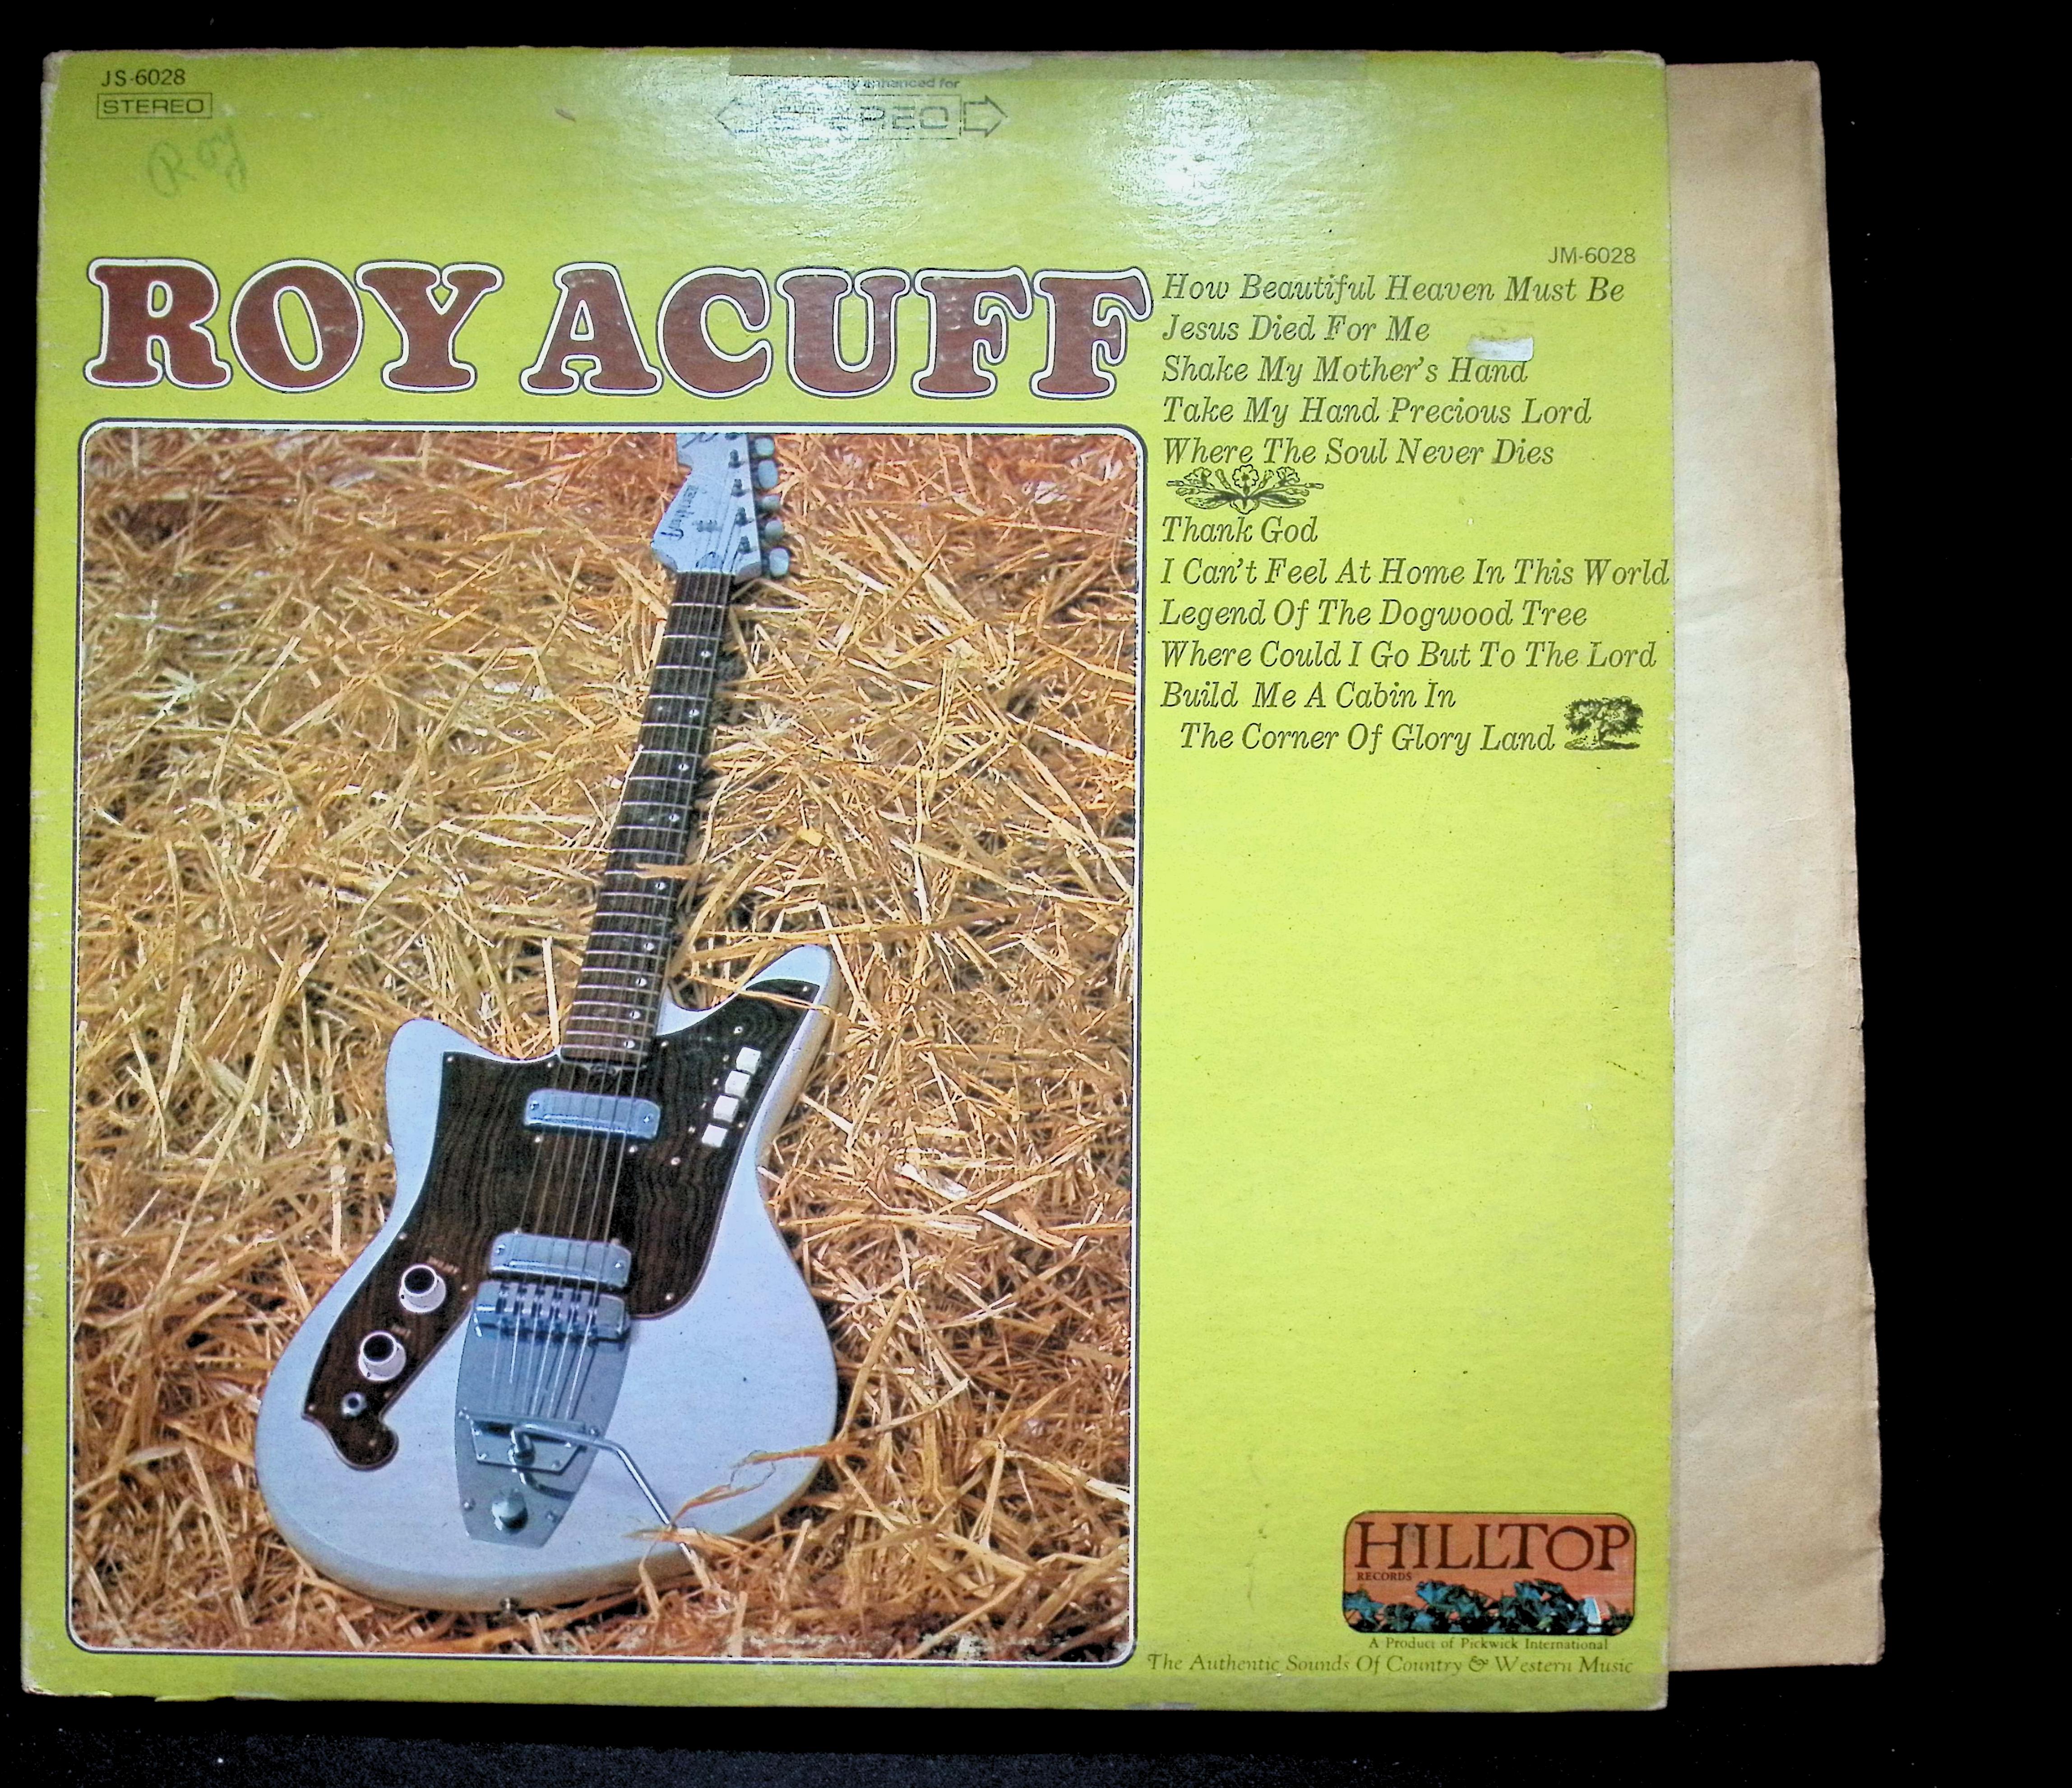 JS-6028
STEREO
enhanced for
STEREO
Roy
ROY ACUFF
JM-6028
How Beautiful Heaven Must Be
Jesus Died For Me
Shake My Mother's Hand
Take My Hand Precious Lord
Where The Soul Never Dies
Thank God
I Can't Feel At Home In This World
Legend Of The Dogwood Tree
Where Could I Go But To The Lord
Build Me A Cabin In
The Corner Of Glory Land
HILLTOP
RECORDS
A Product of Pickwick International
The Authentic Sounds Of Country & Western Music